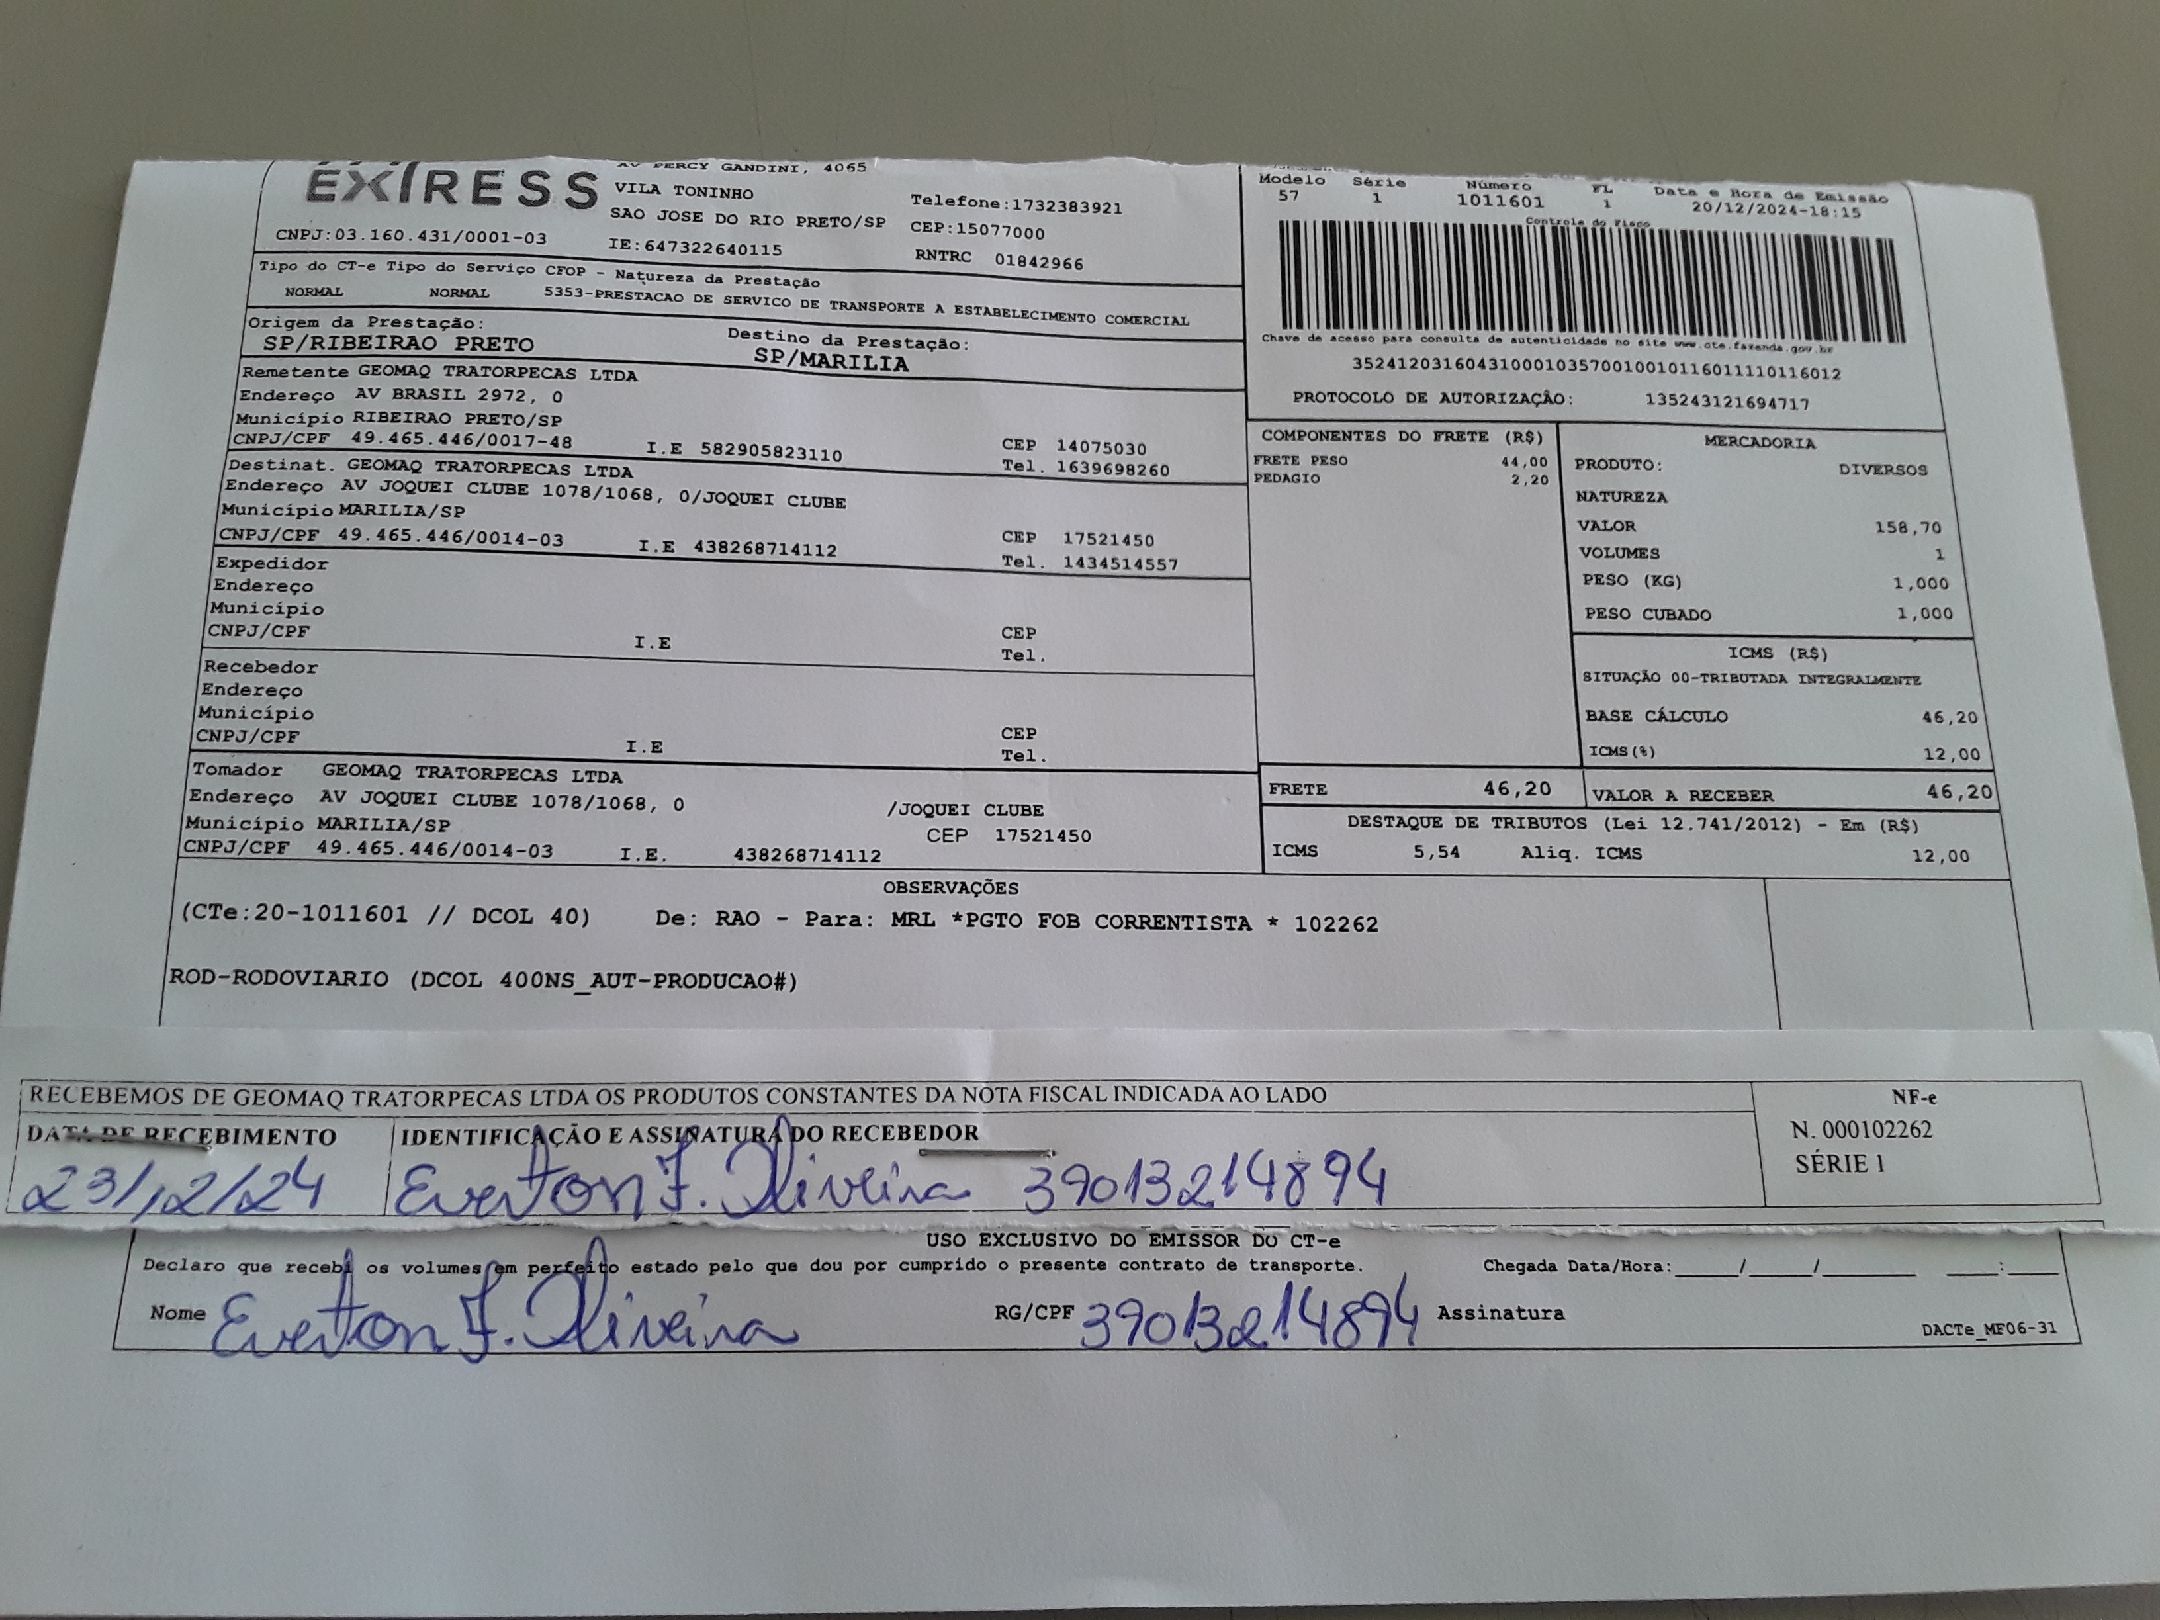 EXPRESS
AV PERCY GANDINI, 4065
VILA TONINHO
SAO JOSE DO RIO PRETO/SP
Telefone:1732383921
CEP:15077000
CNPJ:03.160.431/0001-03
IE:647322640115
RNTRC 01842966
Modelo Série Número FL Data e Hora de Emissão
57 1 1011601 1 20/12/2024-18:15
Controle do Fisco
Chave de acesso para consulta de autenticidade no site www.cte.fazenda.gov.br
35241203160431000103570010010116011110116012
PROTOCOLO DE AUTORIZAÇÃO: 135243121694717
Tipo do CT-e Tipo do Serviço CFOP - Natureza da Prestação
NORMAL NORMAL 5353-PRESTACAO DE SERVICO DE TRANSPORTE A ESTABELECIMENTO COMERCIAL
Origem da Prestação: Destino da Prestação:
SP/RIBEIRAO PRETO SP/MARILIA
Remetente GEOMAQ TRATORPECAS LTDA
Endereço AV BRASIL 2972, 0
Município RIBEIRAO PRETO/SP CEP 14075030
CNPJ/CPF 49.465.446/0017-48 I.E 582905823110 Tel. 1639698260
Destinat. GEOMAQ TRATORPECAS LTDA
Endereço AV JOQUEI CLUBE 1078/1068, 0/JOQUEI CLUBE
Município MARILIA/SP CEP 17521450
CNPJ/CPF 49.465.446/0014-03 I.E 438268714112 Tel. 1434514557
Expedidor
Endereço
Município CEP
CNPJ/CPF I.E Tel.
Recebedor
Endereço
Município CEP
CNPJ/CPF I.E Tel.
Tomador GEOMAQ TRATORPECAS LTDA
Endereço AV JOQUEI CLUBE 1078/1068, 0 /JOQUEI CLUBE
Município MARILIA/SP CEP 17521450
CNPJ/CPF 49.465.446/0014-03 I.E. 438268714112
COMPONENTES DO FRETE (R$)
FRETE PESO 44,00
PEDAGIO 2,20
MERCADORIA
PRODUTO: DIVERSOS
NATUREZA
VALOR 158,70
VOLUMES 1
PESO (KG) 1,000
PESO CUBADO 1,000
ICMS (R$)
SITUAÇÃO 00-TRIBUTADA INTEGRALMENTE
BASE CÁLCULO 46,20
ICMS(%) 12,00
FRETE 46,20 VALOR A RECEBER 46,20
DESTAQUE DE TRIBUTOS (Lei 12.741/2012) - Em (R$)
ICMS 5,54 Aliq. ICMS 12,00
OBSERVAÇÕES
(CTe:20-1011601 // DCOL 40) De: RAO - Para: MRL *PGTO FOB CORRENTISTA * 102262
ROD-RODOVIARIO (DCOL 400NS_AUT-PRODUCAO#)
RECEBEMOS DE GEOMAQ TRATORPECAS LTDA OS PRODUTOS CONSTANTES DA NOTA FISCAL INDICADA AO LADO
DATA DE RECEBIMENTO IDENTIFICAÇÃO E ASSINATURA DO RECEBEDOR
23/12/24 Everton F. Oliveira 39013214894
NF-e
N. 000102262
SÉRIE 1
USO EXCLUSIVO DO EMISSOR DO CT-e
Declaro que recebi os volumes em perfeito estado pelo que dou por cumprido o presente contrato de transporte. Chegada Data/Hora:_____/_____/_______ ____:____
Nome Everton F. Oliveira RG/CPF 39013214894 Assinatura
DACTe_MF06-31